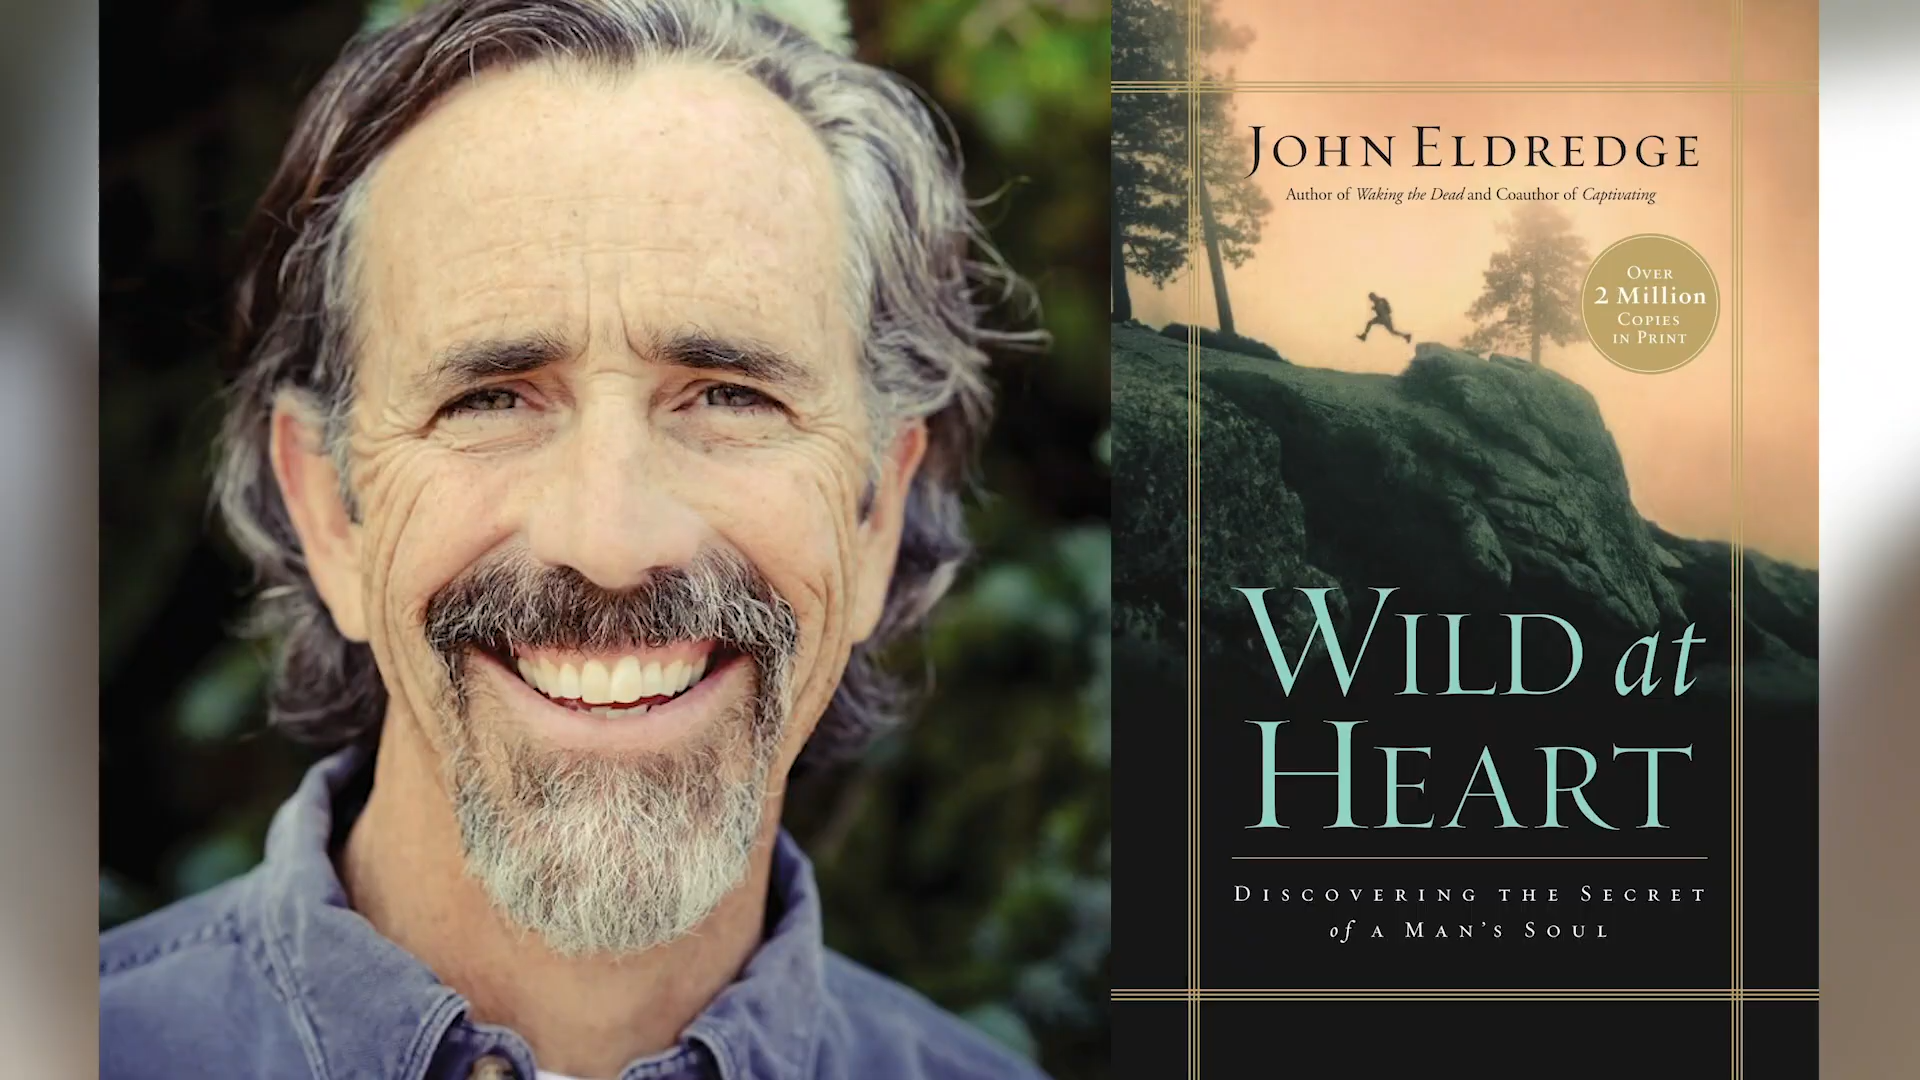 JOHN ELDREDGE
Author of Waking the Dead and Coauthor of Captivating
OVER
2 Million
COPIES
IN PRINT
WILD at
HEART
DISCOVERING THE SECRET
of A MAN'S SOUL